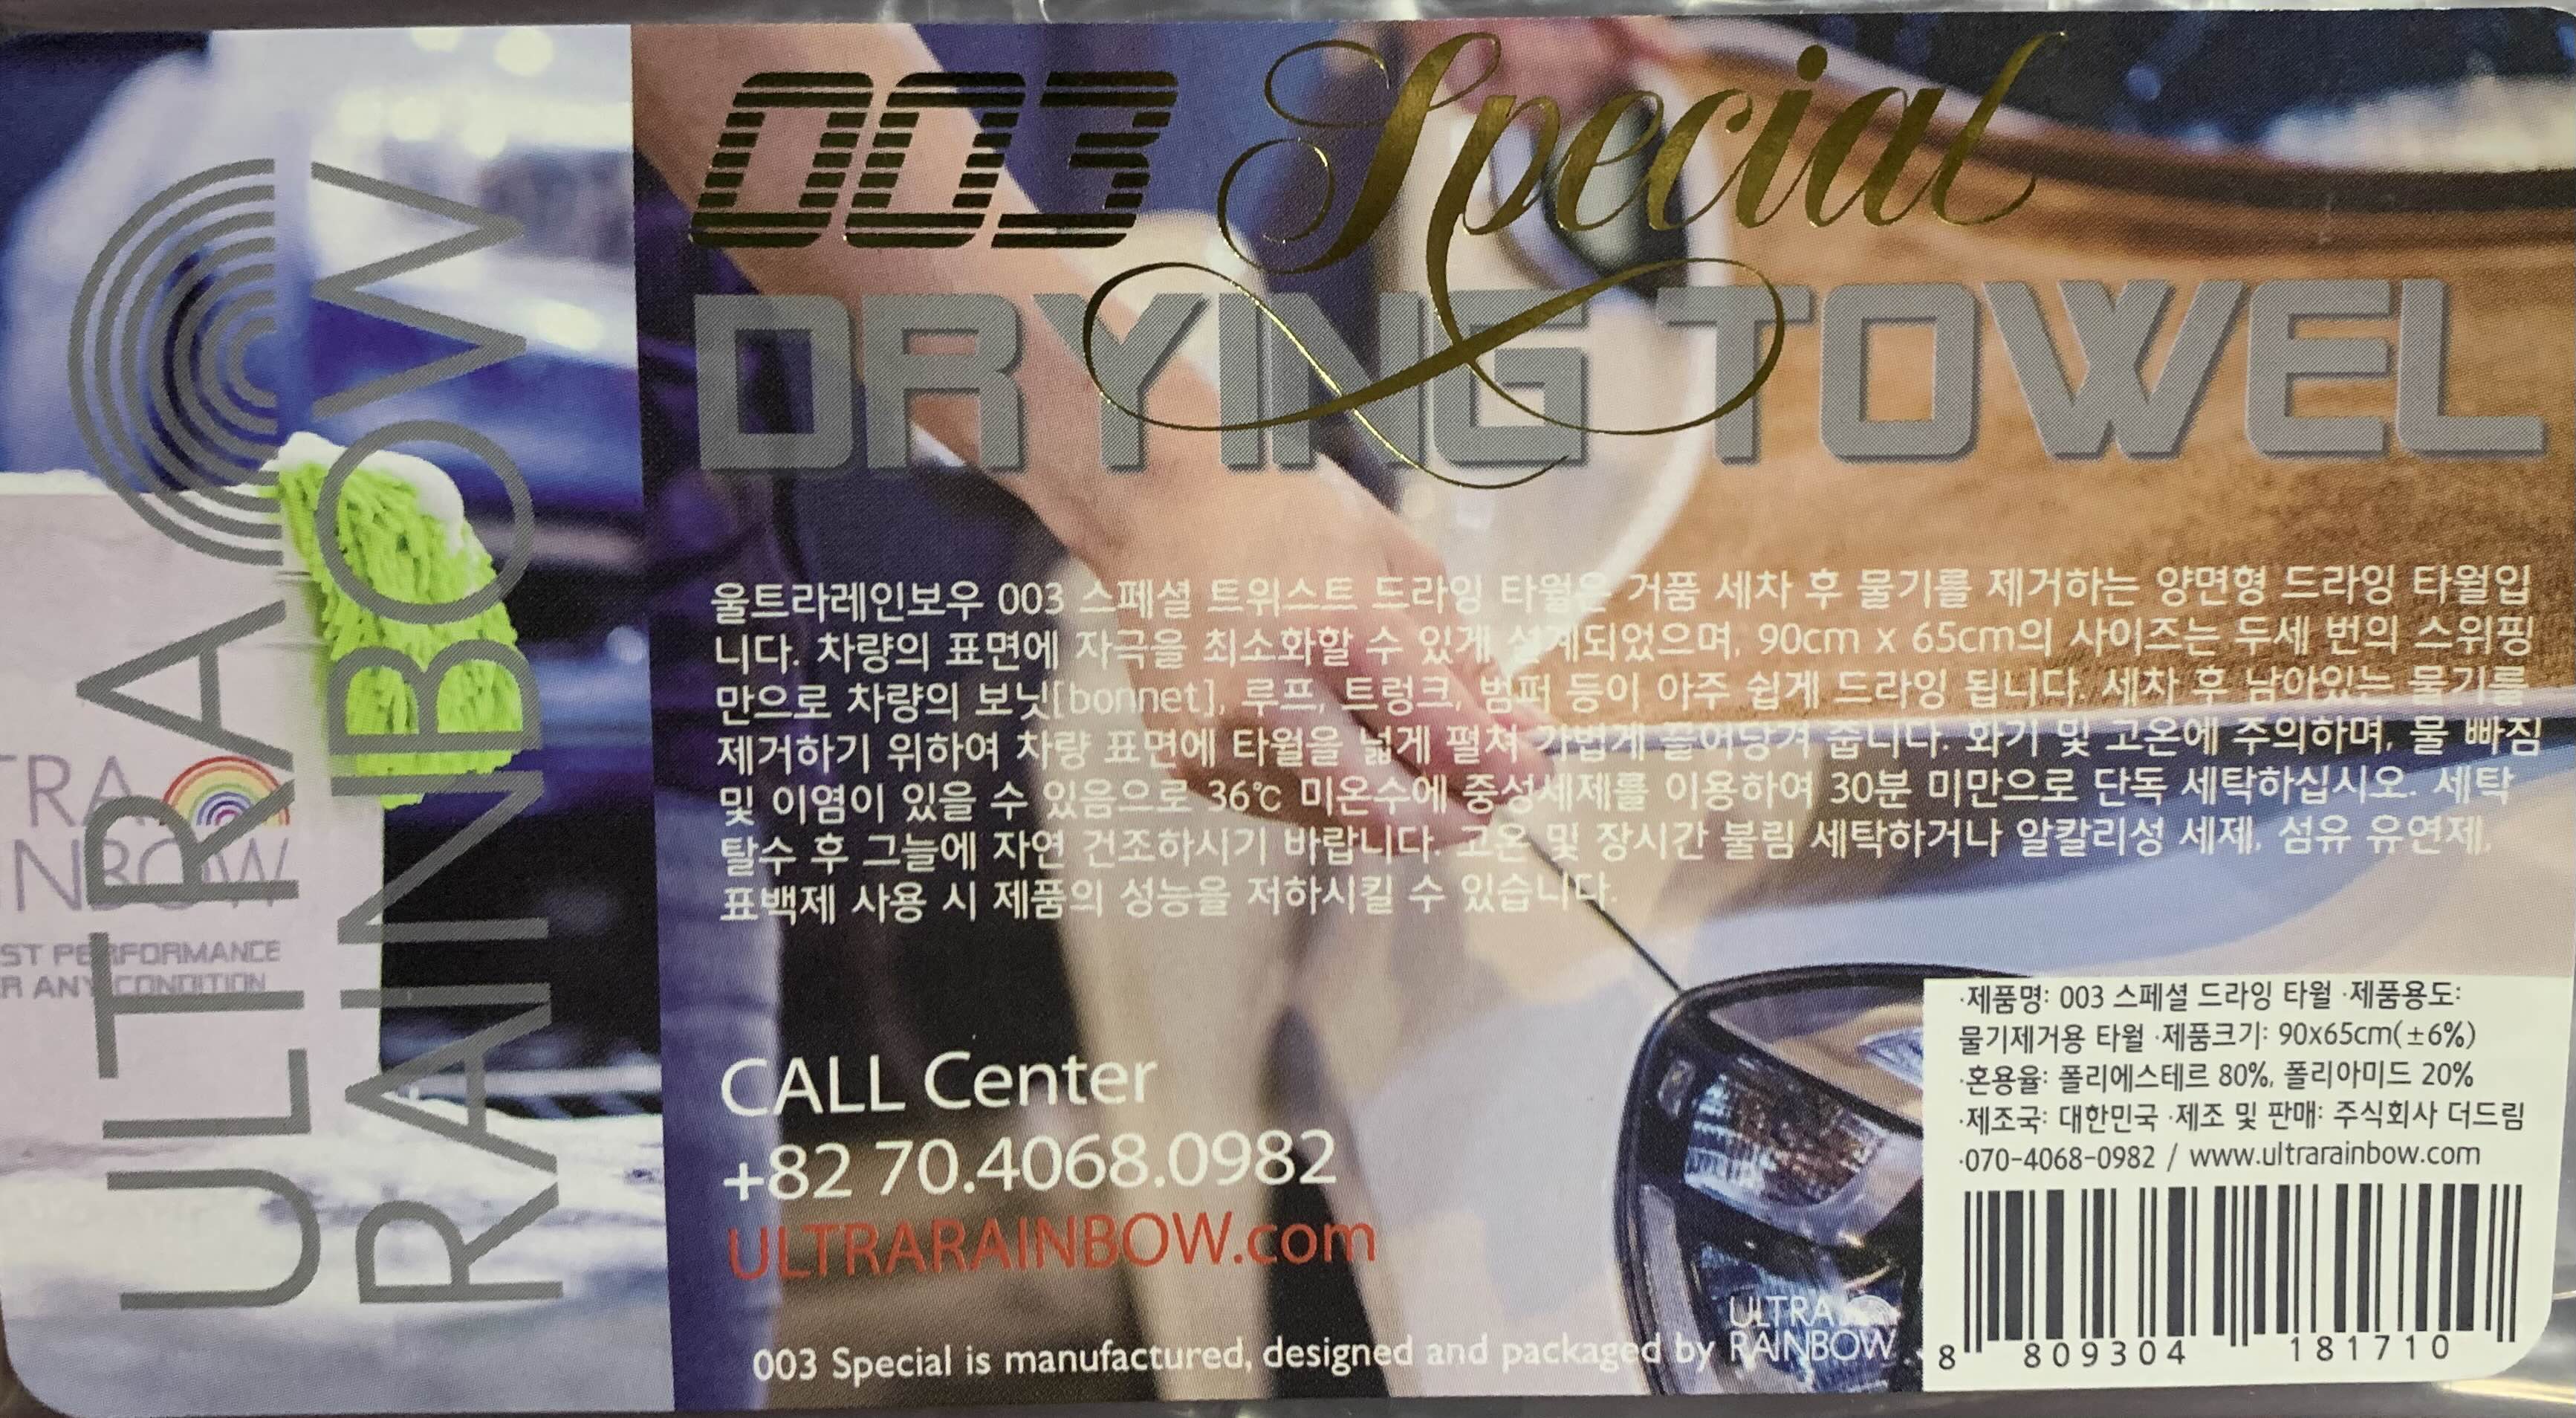 ULTRA
RAINBOW
TRA
INBOW
ST PERFORMANCE
R ANY CONDITION
003 Special
DRYING TOWEL
울트라레인보우 003 스페셜 트위스트 드라잉 타월은 거품 세차 후 물기를 제거하는 양면형 드라잉 타월입
니다. 차량의 표면에 자극을 최소화할 수 있게 설계되었으며, 90cm x 65cm의 사이즈는 두세 번의 스위핑
만으로 차량의 보닛[bonnet], 루프, 트렁크, 범퍼 등이 아주 쉽게 드라잉 됩니다. 세차 후 남아있는 물기를
제거하기 위하여 차량 표면에 타월을 넓게 펼쳐 가볍게 끌어당겨 줍니다. 화기 및 고온에 주의하며, 물 빠짐
및 이염이 있을 수 있음으로 36℃ 미온수에 중성세제를 이용하여 30분 미만으로 단독 세탁하십시오. 세탁
탈수 후 그늘에 자연 건조하시기 바랍니다. 고온 및 장시간 불림 세탁하거나 알칼리성 세제, 섬유 유연제,
표백제 사용 시 제품의 성능을 저하시킬 수 있습니다.
CALL Center
+82 70.4068.0982
ULTRARAINBOW.com
003 Special is manufactured, designed and packaged by ULTRA RAINBOW
·제품명: 003 스페셜 드라잉 타월 ·제품용도:
물기제거용 타월 ·제품크기: 90x65cm(±6%)
·혼용율: 폴리에스테르 80%, 폴리아미드 20%
·제조국: 대한민국 ·제조 및 판매: 주식회사 더드림
·070-4068-0982 / www.ultrarainbow.com
8 809304 181710